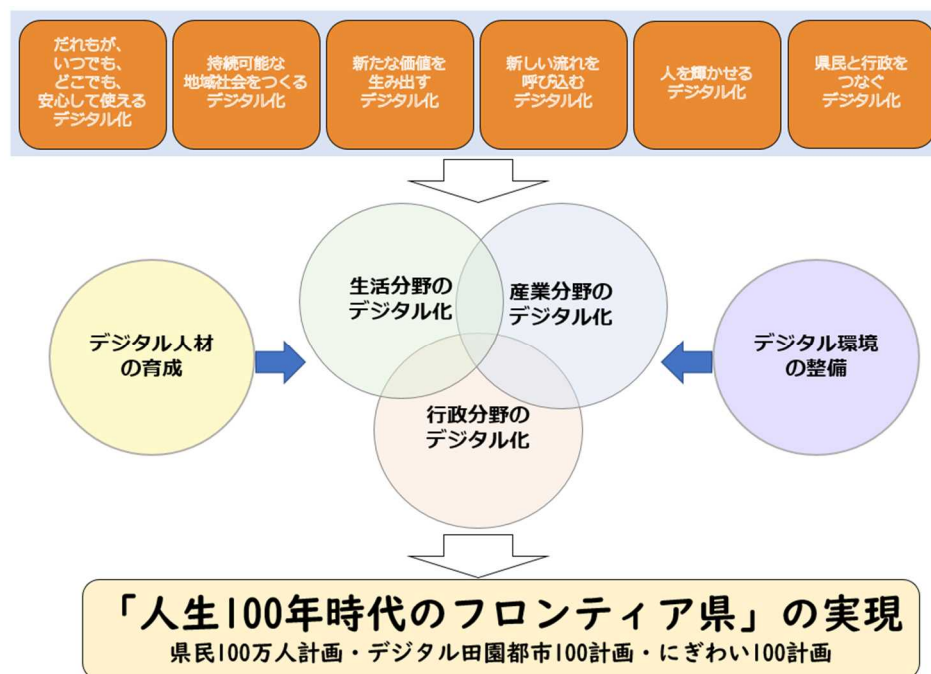 だれもが、
いつでも、
どこでも、
安心して使える
デジタル化
持続可能な
地域社会をつくる
デジタル化
新たな価値を
生み出す
デジタル化
新しい流れを
呼び込む
デジタル化
人を輝かせる
デジタル化
県民と行政を
つなぐ
デジタル化
生活分野の
デジタル化
産業分野の
デジタル化
デジタル人材
の育成
デジタル環境
の整備
行政分野の
デジタル化
「人生100年時代のフロンティア県」の実現
県民100万人計画・デジタル田園都市100計画・にぎわい100計画